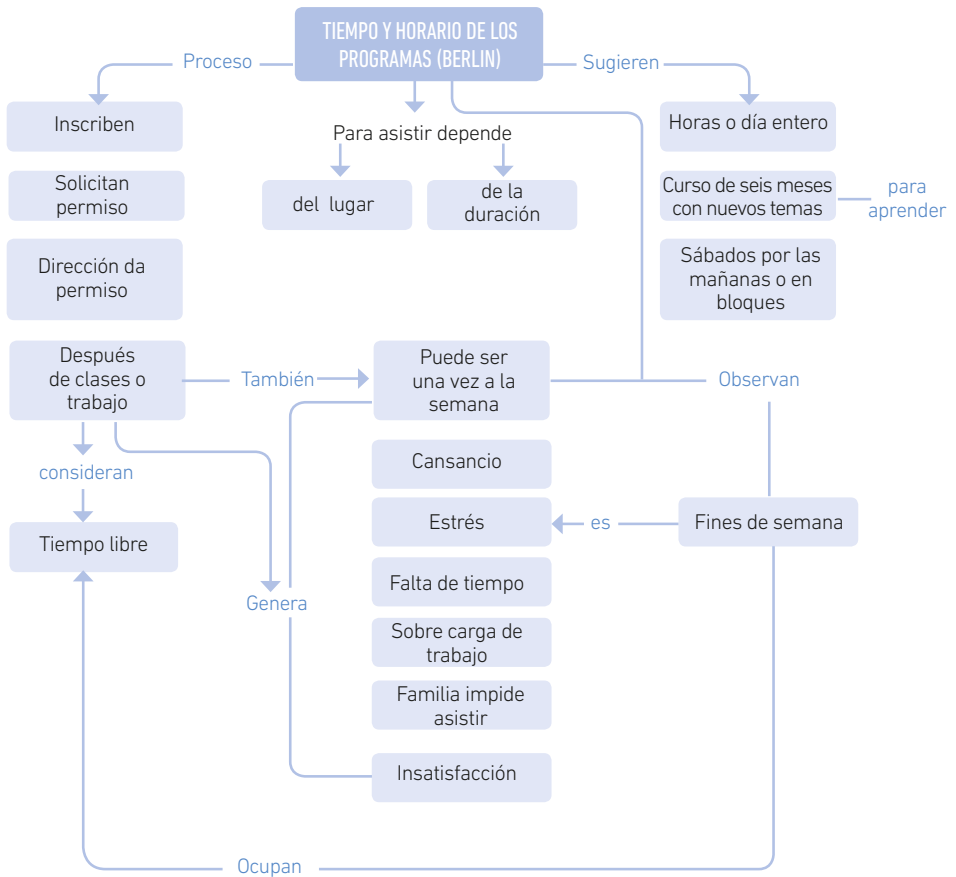 TIEMPO Y HORARIO DE LOS
PROGRAMAS (BERLIN)
Proceso
Sugieren
Inscriben
Para asistir depende
Horas o día entero
Solicitan
permiso
del lugar
de la
duración
Curso de seis meses
con nuevos temas
para
aprender
Dirección da
permiso
Sábados por las
mañanas o en
bloques
Después
de clases o
trabajo
También
Puede ser
una vez a la
semana
Observan
consideran
Cansancio
Tiempo libre
Estrés
es
Fines de semana
Genera
Falta de tiempo
Sobre carga de
trabajo
Familia impide
asistir
Insatisfacción
Ocupan